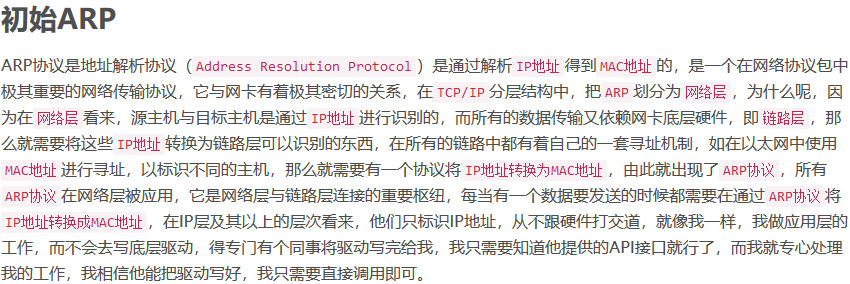 初始ARP
ARP协议是地址解析协议（Address Resolution Protocol）是通过解析IP地址得到MAC地址的，是一个在网络协议包中
极其重要的网络传输协议，它与网卡有着极其密切的关系，在TCP/IP分层结构中，把ARP划分为网络层，为什么呢，因
为在网络层看来，源主机与目标主机是通过IP地址进行识别的，而所有的数据传输又依赖网卡底层硬件，即链路层，那
么就需要将这些IP地址转换为链路层可以识别的东西，在所有的链路中都有着自己的一套寻址机制，如在以太网中使用
MAC地址进行寻址，以标识不同的主机，那么就需要有一个协议将IP地址转换为MAC地址，由此就出现了ARP协议，所有
ARP协议在网络层被应用，它是网络层与链路层连接的重要枢纽，每当有一个数据要发送的时候都需要在通过ARP协议将
IP地址转换成MAC地址，在IP层及其以上的层次看来，他们只标识IP地址，从不跟硬件打交道，就像我一样，我做应用层的
工作，而不会去写底层驱动，得专门有个同事将驱动写完给我，我只需要知道他提供的API接口就行了，而我就专心处理
我的工作，我相信他能把驱动写好，我只需要直接调用即可。